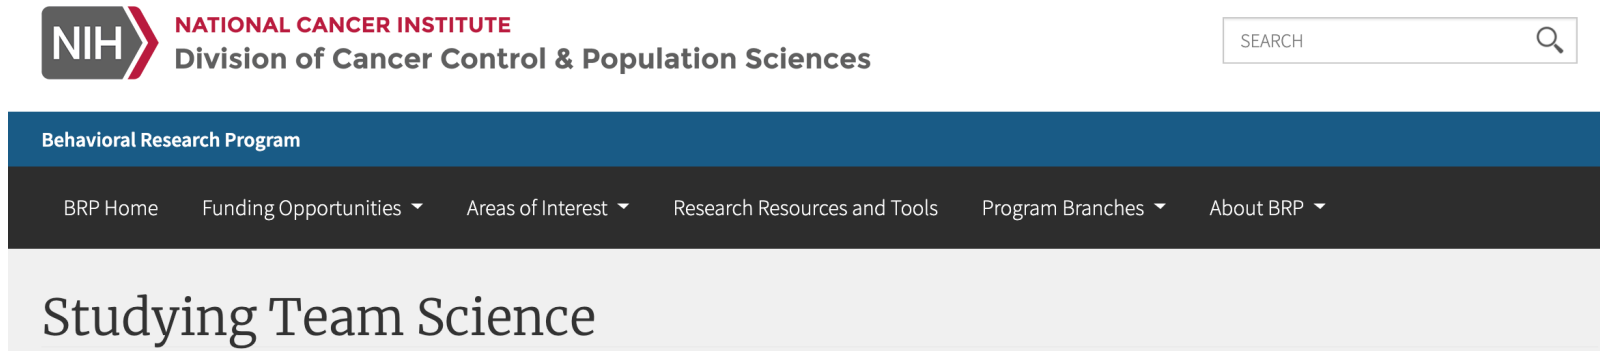 NIH
NATIONAL CANCER INSTITUTE
Division of Cancer Control & Population Sciences
SEARCH
Behavioral Research Program
BRP Home Funding Opportunities Areas of Interest Research Resources and Tools Program Branches About BRP
Studying Team Science